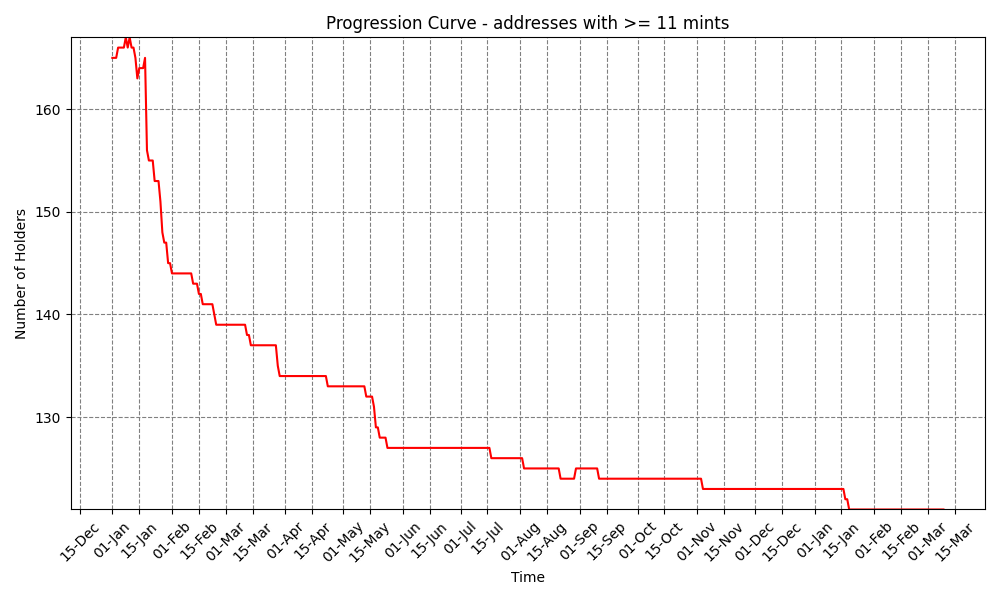 Progression Curve - addresses with >= 11 mints
Number of Holders
160
150
140
130
15-Dec
01-Jan
15-Jan
01-Feb
15-Feb
01-Mar
15-Mar
01-Apr
15-Apr
01-May
15-May
01-Jun
15-Jun
01-Jul
15-Jul
01-Aug
15-Aug
01-Sep
15-Sep
01-Oct
15-Oct
01-Nov
15-Nov
01-Dec
15-Dec
01-Jan
15-Jan
01-Feb
15-Feb
01-Mar
15-Mar
Time